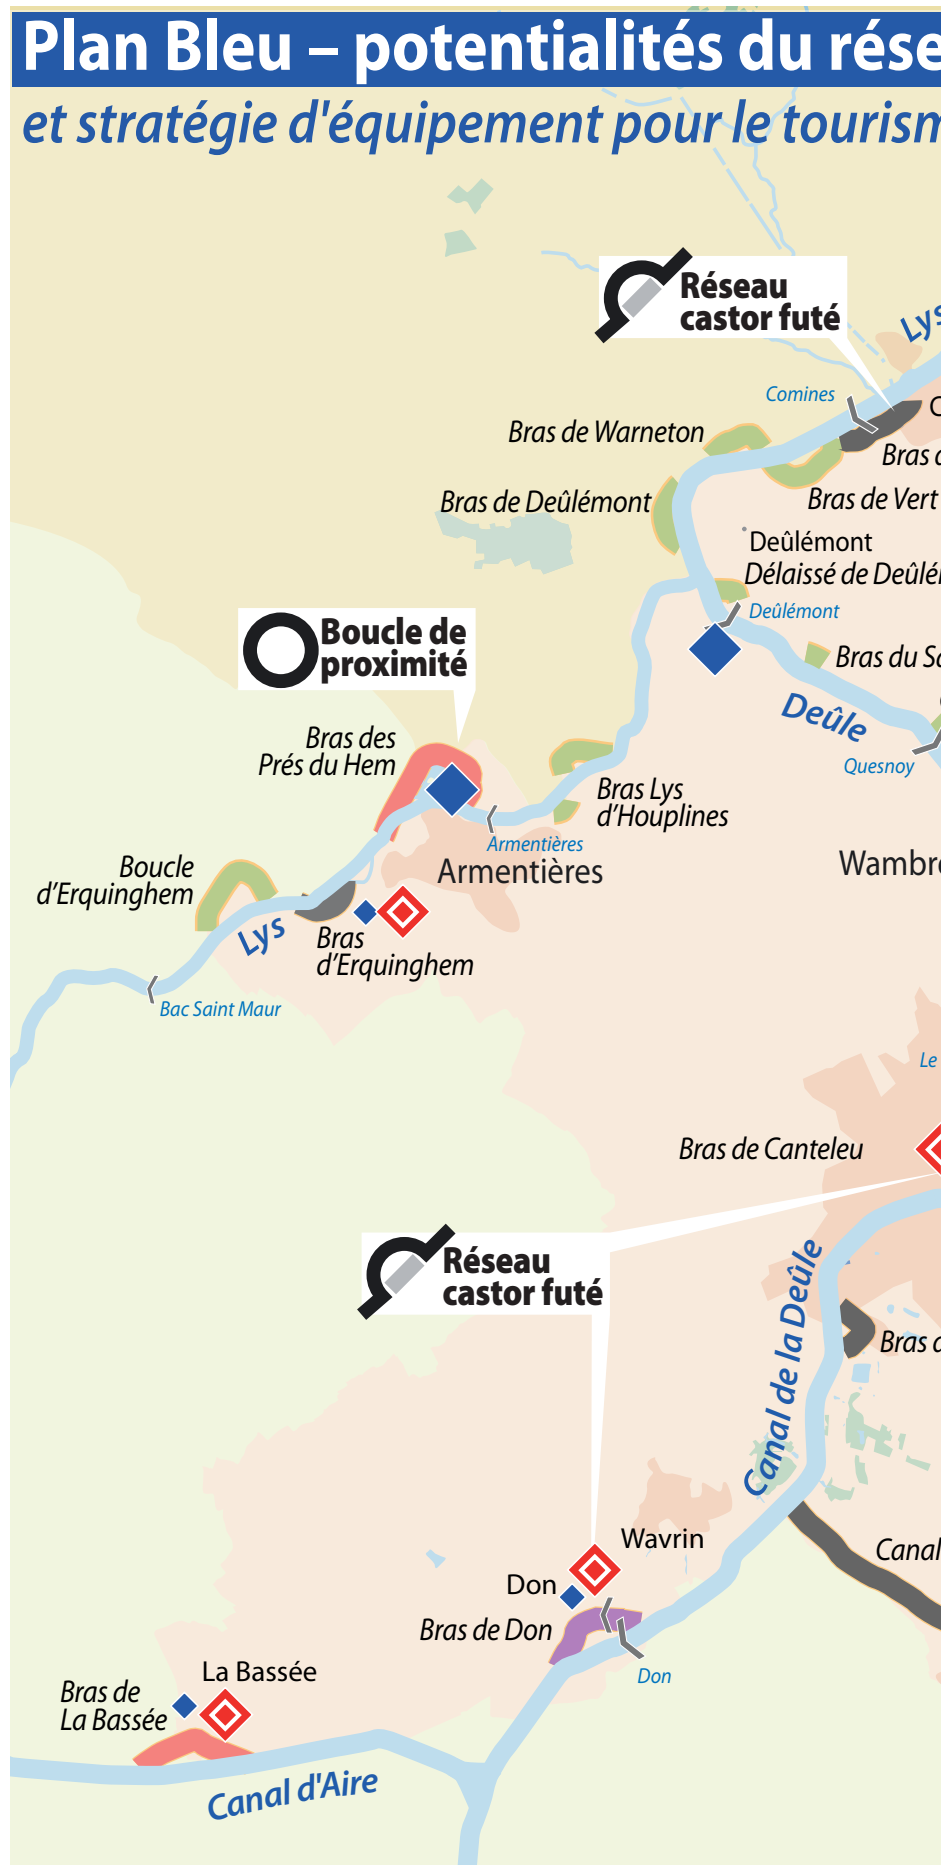 Plan Bleu – potentialités du rése
et stratégie d'équipement pour le tourism
Réseau
castor futé
Lys
Comines
Bras de Warneton
Bras de Deûlémont
Bras de Vert
Deûlémont
Délaissé de Deûlé
Deûlémont
Boucle de
proximité
Bras du
Deûle
Quesnoy
Bras des
Prés du Hem
Bras Lys
d'Houplines
Armentières
Armentières
Wambre
Boucle
d'Erquinghem
Lys
Bras
d'Erquinghem
Bac Saint Maur
Le
Bras de Canteleu
Réseau
castor futé
Canal de la Deûle
Bras d
Canal
Wavrin
Don
Bras de Don
Don
La Bassée
Bras de
La Bassée
Canal d'Aire